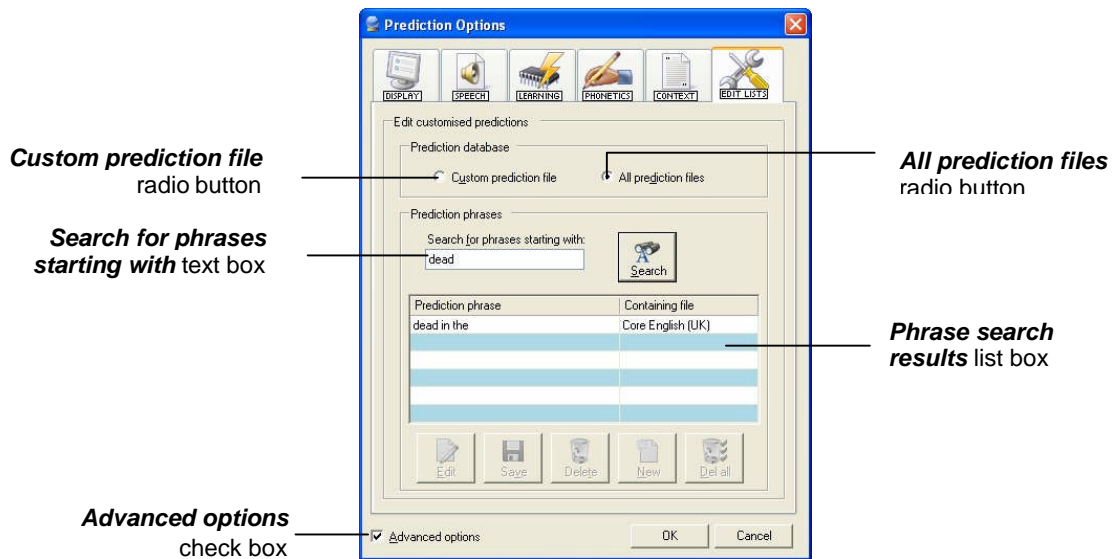 Prediction Options
DISPLAY SPEECH LEARNING PHONETICS CONTEXT EDIT LISTS
Edit customised predictions
Prediction database
Custom prediction file
radio button
Custom prediction file All prediction files
All prediction files
radio button
Prediction phrases
Search for phrases
starting with text box
Search for phrases starting with:
dead
Search
Prediction phrase Containing file
dead in the Core English (UK)
Phrase search
results list box
Edit Save Delete New Del all
Advanced options
check box
Advanced options OK Cancel